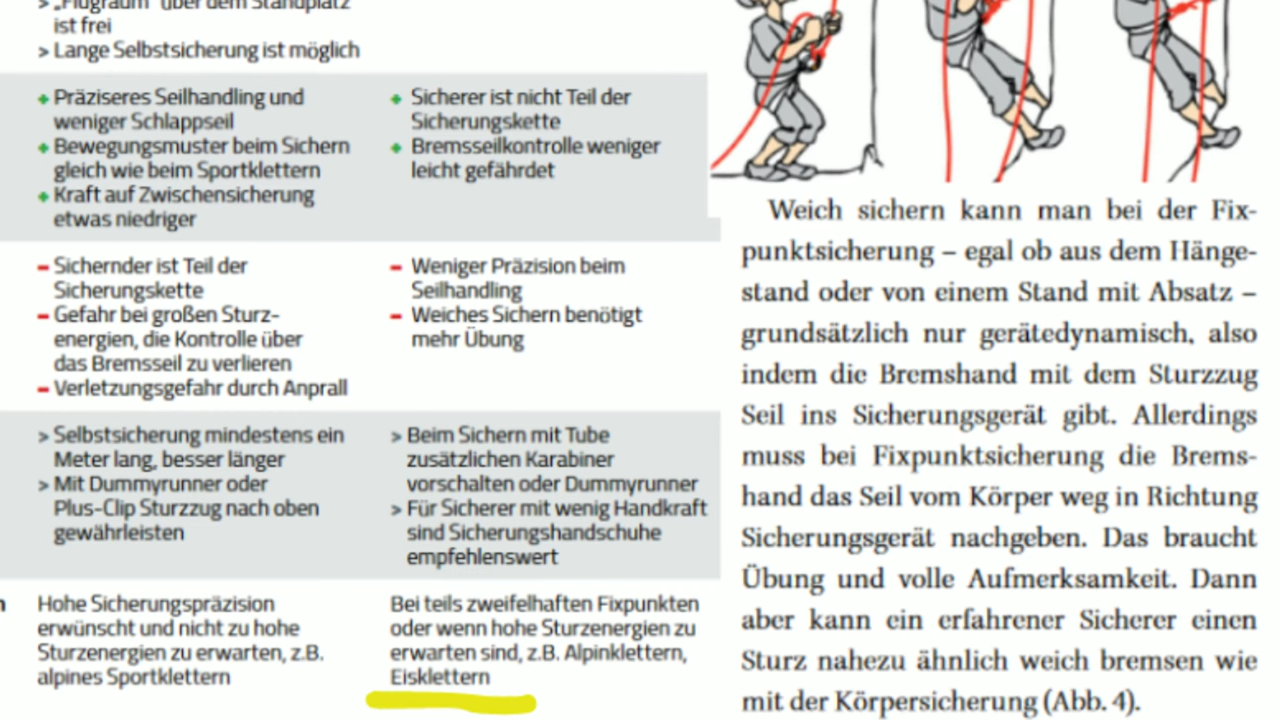 > „Flugraum“ über dem Standplatz
ist frei
> Lange Selbstsicherung ist möglich
+ Präziseres Seilhandling und
weniger Schlappseil
+ Bewegungsmuster beim Sichern
gleich wie beim Sportklettern
+ Kraft auf Zwischensicherung
etwas niedriger
+ Sicherer ist nicht Teil der
Sicherungskette
+ Bremsseilkontrolle weniger
leicht gefährdet
– Sichernder ist Teil der
Sicherungskette
– Gefahr bei großen Sturz-
energien, die Kontrolle über
das Bremsseil zu verlieren
– Verletzungsgefahr durch Anprall
– Weniger Präzision beim
Seilhandling
– Weiches Sichern benötigt
mehr Übung
> Selbstsicherung mindestens ein
Meter lang, besser länger
> Mit Dummyrunner oder
Plus-Clip Sturzzug nach oben
gewährleisten
> Beim Sichern mit Tube
zusätzlichen Karabiner
vorschalten oder Dummyrunner
> Für Sicherer mit wenig Handkraft
sind Sicherungshandschuhe
empfehlenswert
Hohe Sicherungspräzision
erwünscht und nicht zu hohe
Sturzenergien zu erwarten, z.B.
alpines Sportklettern
Bei teils zweifelhaften Fixpunkten
oder wenn hohe Sturzenergien zu
erwarten sind, z.B. Alpinklettern,
Eisklettern
Weich sichern kann man bei der Fix-
punktsicherung – egal ob aus dem Hänge-
stand oder von einem Stand mit Absatz –
grundsätzlich nur gerätedynamisch, also
indem die Bremshand mit dem Sturzzug
Seil ins Sicherungsgerät gibt. Allerdings
muss bei Fixpunktsicherung die Brems-
hand das Seil vom Körper weg in Richtung
Sicherungsgerät nachgeben. Das braucht
Übung und volle Aufmerksamkeit. Dann
aber kann ein erfahrener Sicherer einen
Sturz nahezu ähnlich weich bremsen wie
mit der Körpersicherung (Abb. 4).